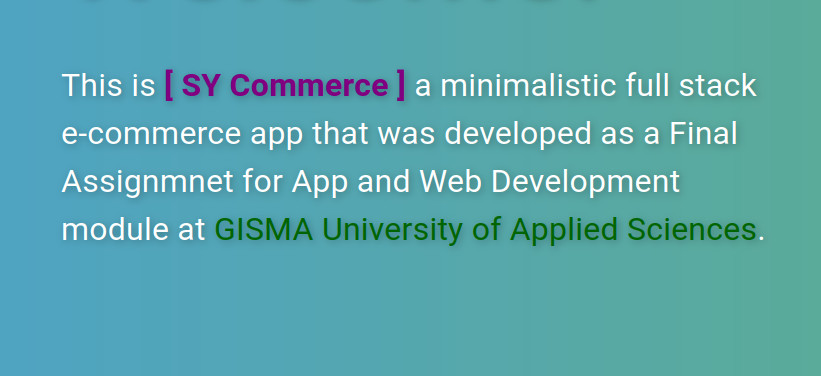 This is [ SY Commerce ] a minimalistic full stack
e-commerce app that was developed as a Final
Assignmnet for App and Web Development
module at GISMA University of Applied Sciences.